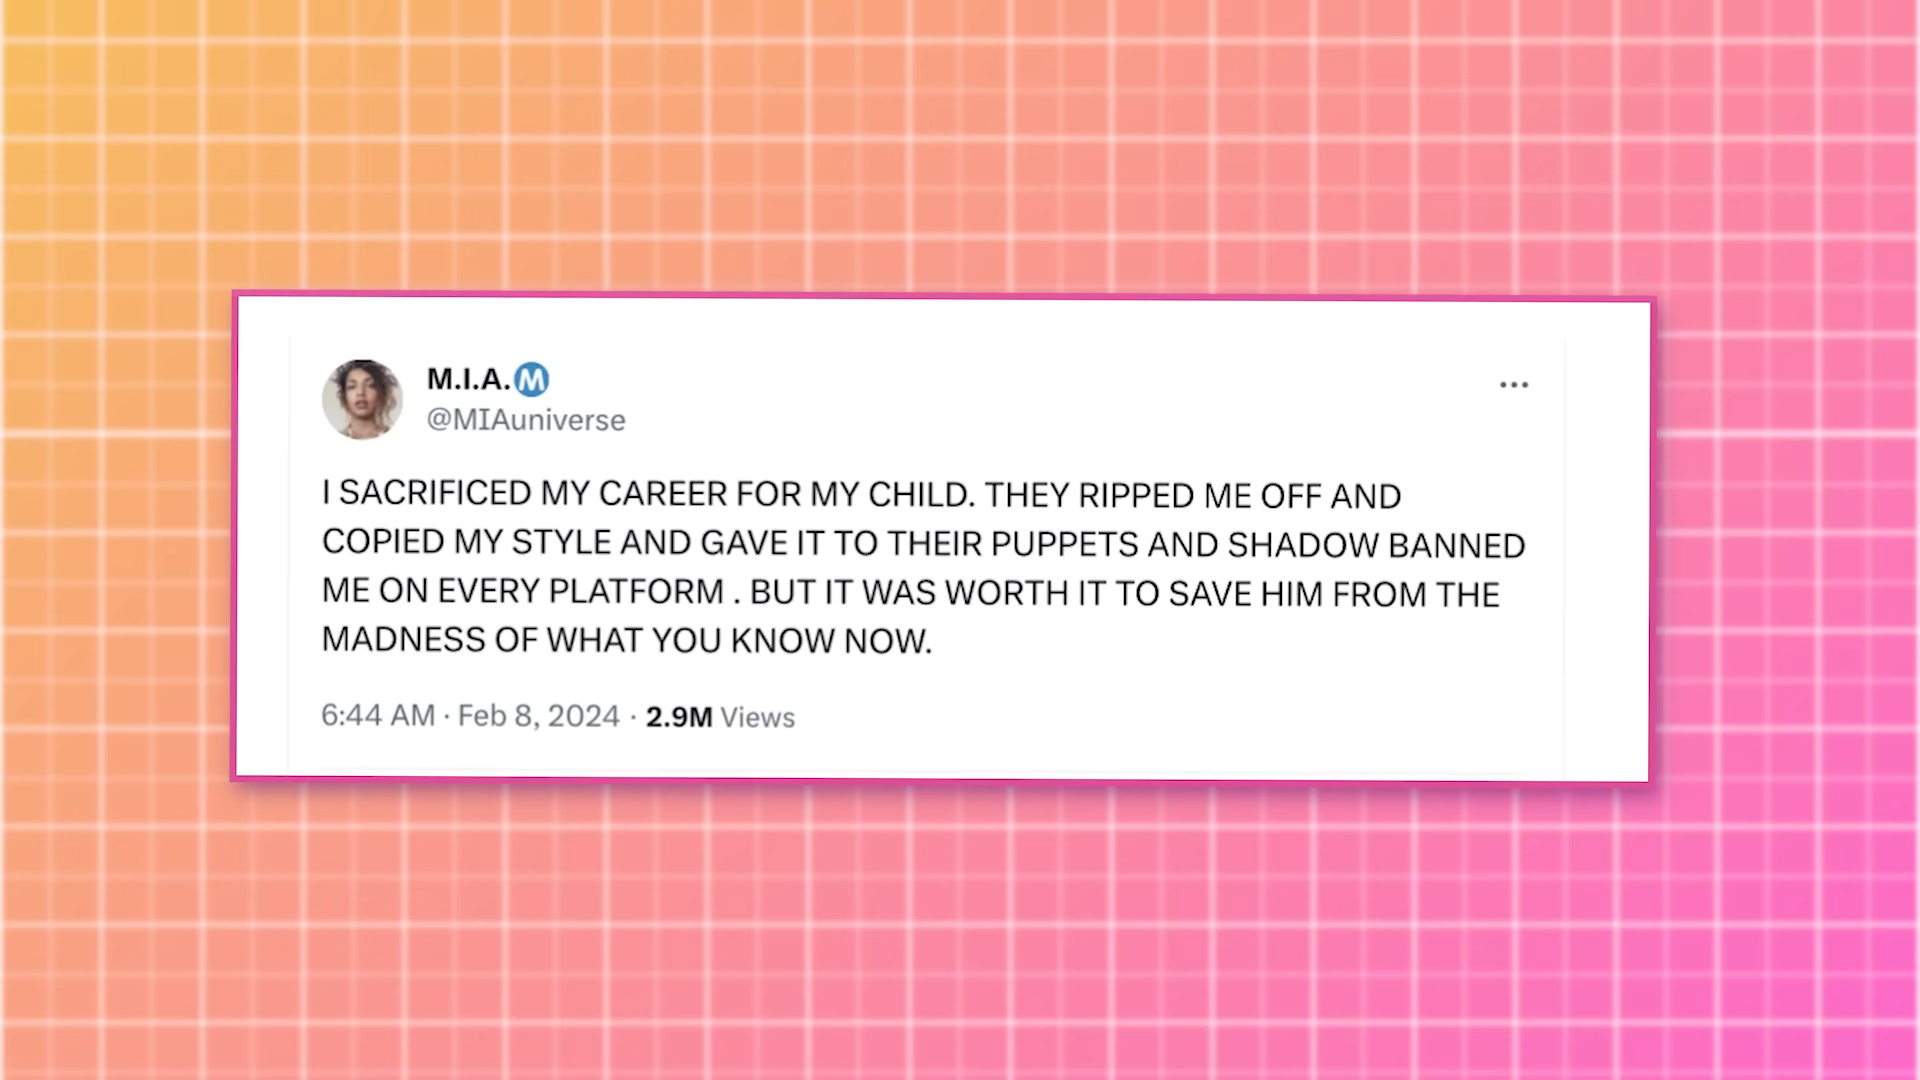 M.I.A.Ⓜ
@MIAuniverse
I SACRIFICED MY CAREER FOR MY CHILD. THEY RIPPED ME OFF AND
COPIED MY STYLE AND GAVE IT TO THEIR PUPPETS AND SHADOW BANNED
ME ON EVERY PLATFORM . BUT IT WAS WORTH IT TO SAVE HIM FROM THE
MADNESS OF WHAT YOU KNOW NOW.
6:44 AM · Feb 8, 2024 · 2.9M Views